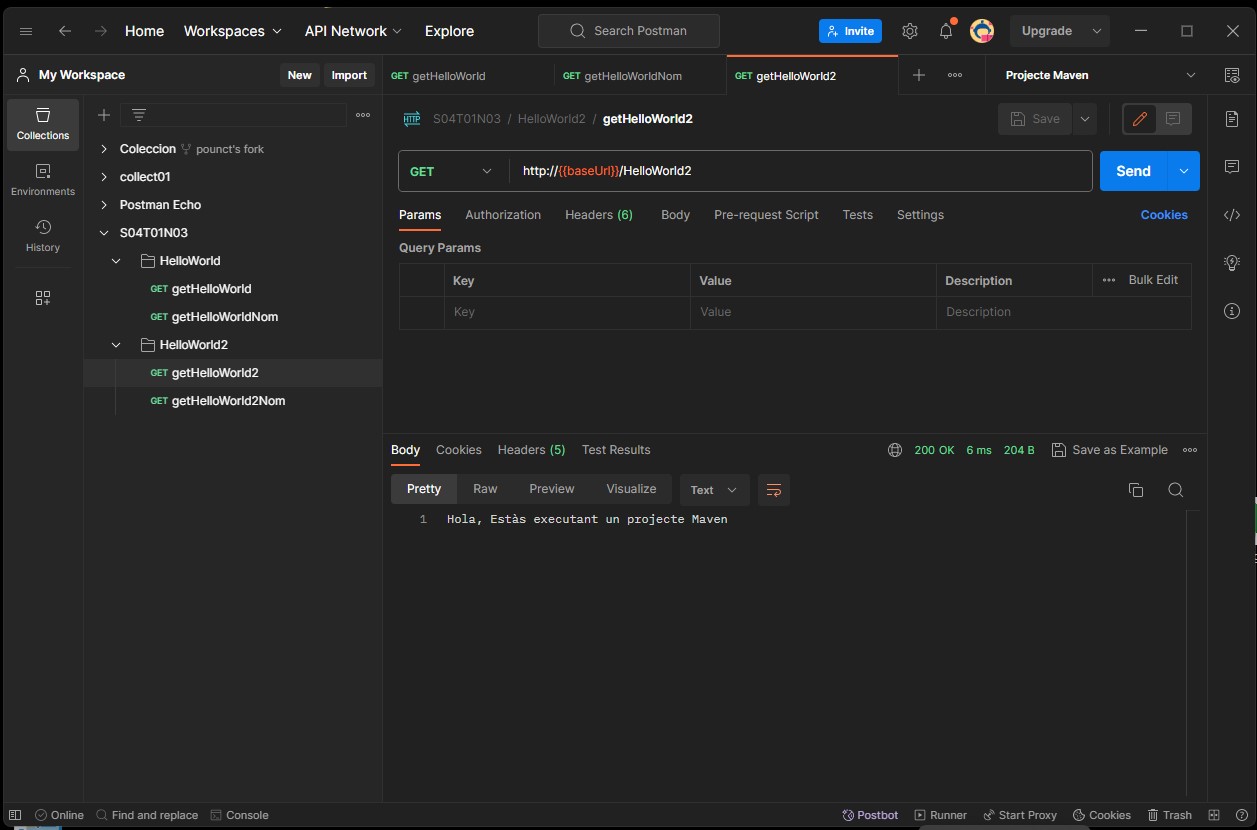 Home Workspaces API Network Explore Search Postman Invite Upgrade
My Workspace New Import GET getHelloWorld GET getHelloWorldNom GET getHelloWorld2 Projecte Maven
Collections
Environments
History
Coleccion pounct's fork
collect01
Postman Echo
S04T01N03
HelloWorld
GET getHelloWorld
GET getHelloWorldNom
HelloWorld2
GET getHelloWorld2
GET getHelloWorld2Nom
HTTP S04T01N03 / HelloWorld2 / getHelloWorld2 Save
GET http://{{baseUrl}}/HelloWorld2 Send
Params Authorization Headers (6) Body Pre-request Script Tests Settings Cookies
Query Params
Key Value Description Bulk Edit
Key Value Description
Body Cookies Headers (5) Test Results 200 OK 6 ms 204 B Save as Example
Pretty Raw Preview Visualize Text
1 Hola, Estàs executant un projecte Maven
Online Find and replace Console Postbot Runner Start Proxy Cookies Trash